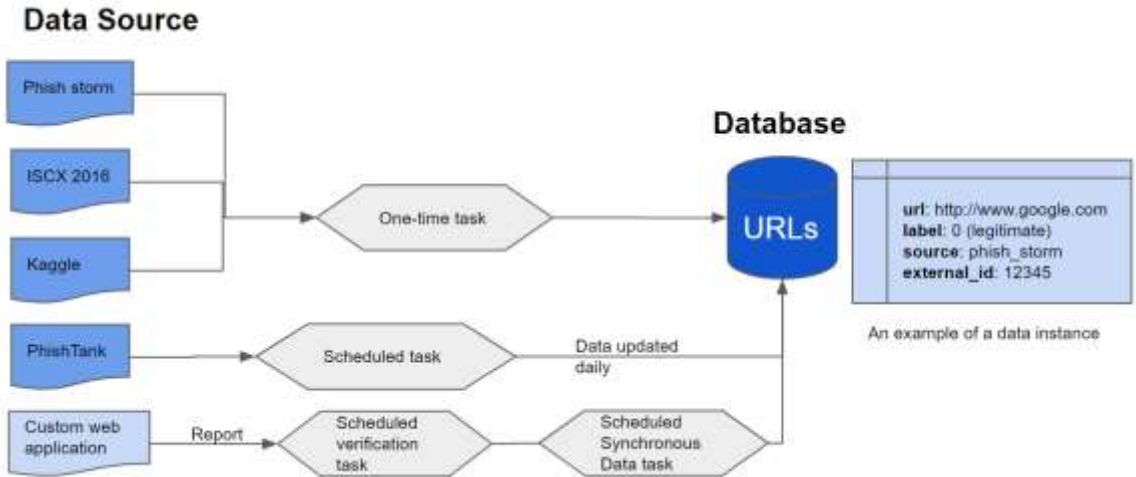 Data Source
Phish storm
ISCX 2016
Kaggle
PhishTank
Custom web
application
One-time task
Scheduled task
Data updated
daily
Report
Scheduled
verification
task
Scheduled
Synchronous
Data task
Database
URLs
url: http://www.google.com
label: 0 (legitimate)
source: phish_storm
external_id: 12345
An example of a data instance